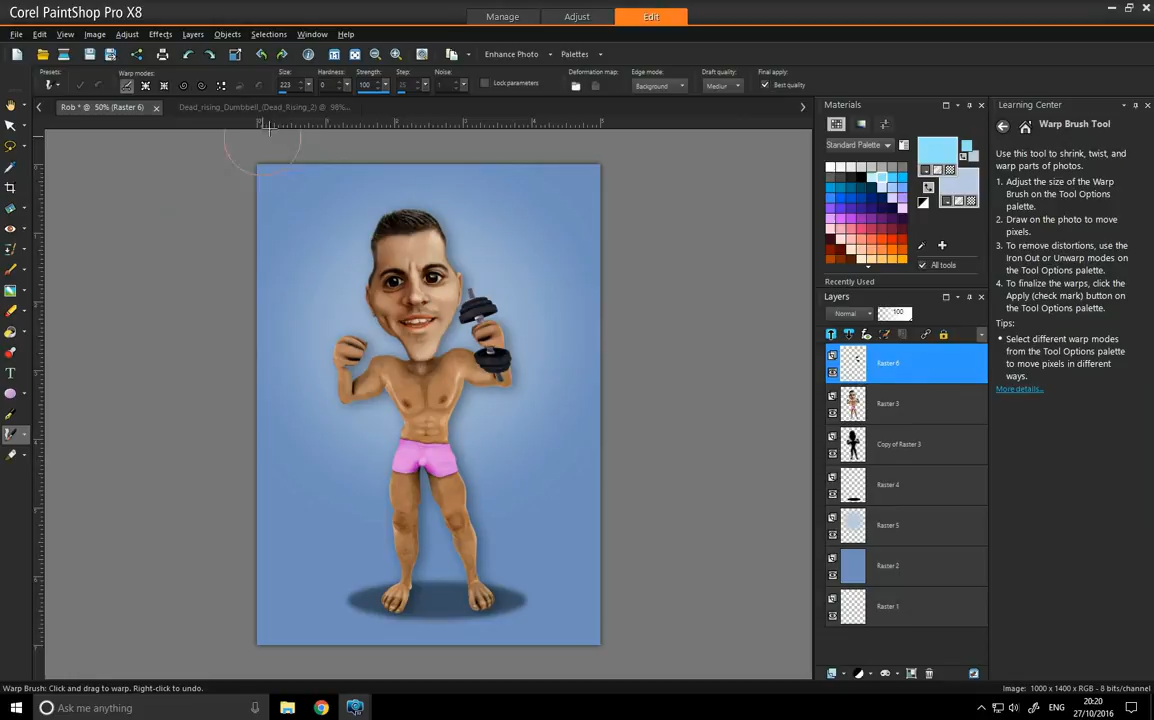 Corel PaintShop Pro X8
Manage Adjust Edit
File Edit View Image Adjust Effects Layers Objects Selections Window Help
Enhance Photo Palettes
Presets: Warp modes: Size: Hardness: Strength: Step: Noise: Lock parameters Deformation map: Edge mode: Draft quality: Final apply:
223 0 100 25 1 Background Medium Best quality
Rob * @ 50% (Raster 6) Dead_rising_Dumbbell_(Dead_Rising_2) @ 98%...
Materials
Standard Palette
All tools
Recently Used
Layers
Normal 100
Raster 6
Raster 3
Copy of Raster 3
Raster 4
Raster 5
Raster 2
Raster 1
Learning Center
Warp Brush Tool
Use this tool to shrink, twist, and
warp parts of photos.
1. Adjust the size of the Warp
Brush on the Tool Options
palette.
2. Draw on the photo to move
pixels.
3. To remove distortions, use the
Iron Out or Unwarp modes on
the Tool Options palette.
4. To finalize the warps, click the
Apply (check mark) button on
the Tool Options palette.
Tips:
• Select different warp modes
from the Tool Options palette
to move pixels in different
ways.
More details...
Warp Brush: Click and drag to warp. Right-click to undo.
Image: 1000 x 1400 x RGB - 8 bits/channel
Ask me anything
ENG
20:20
27/10/2016